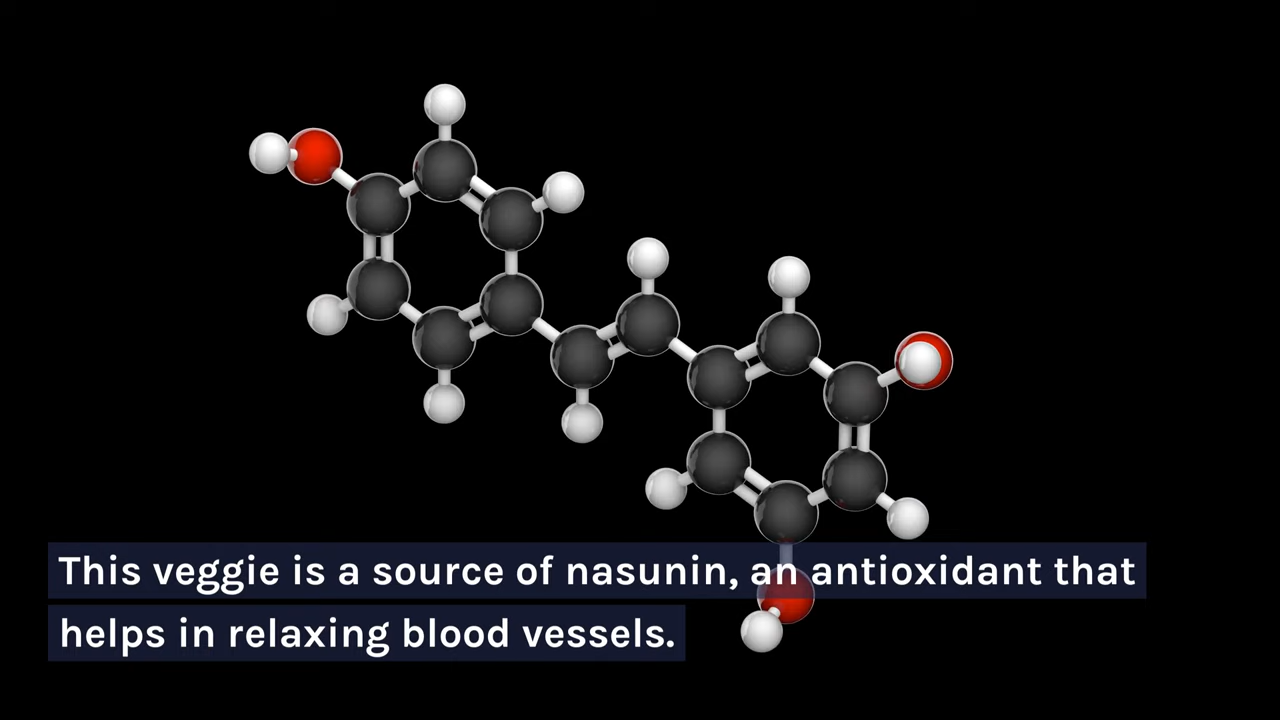 This veggie is a source of nasunin, an antioxidant that
helps in relaxing blood vessels.